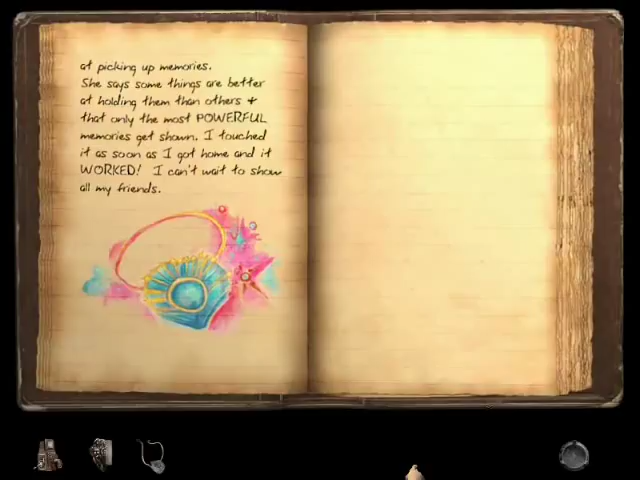 at picking up memories.
She says some things are better
at holding them than others +
that only the most POWERFUL
memories get shown. I touched
it as soon as I got home and it
WORKED! I can't wait to show
all my friends.